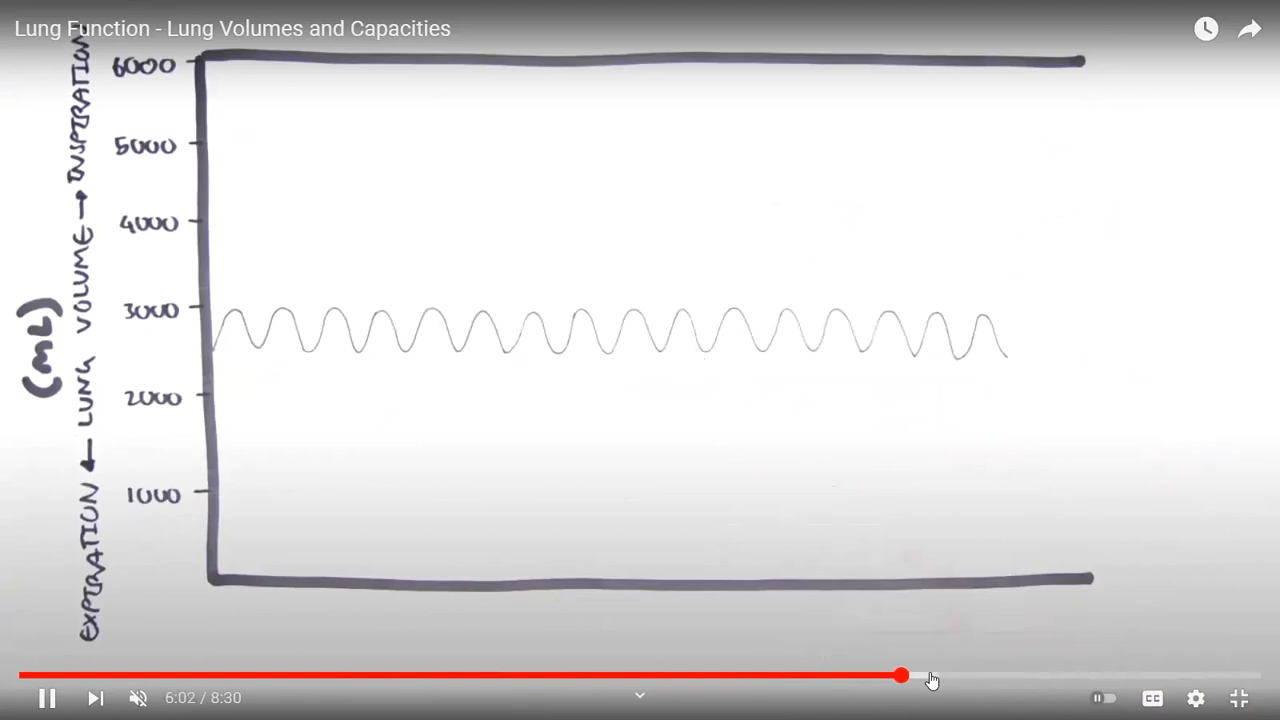 Lung Function - Lung Volumes and Capacities
6000
5000
4000
3000
2000
1000
(mL)
EXPIRATION ← LUNG VOLUME → INSPIRATION
6:02 / 8:30
CC